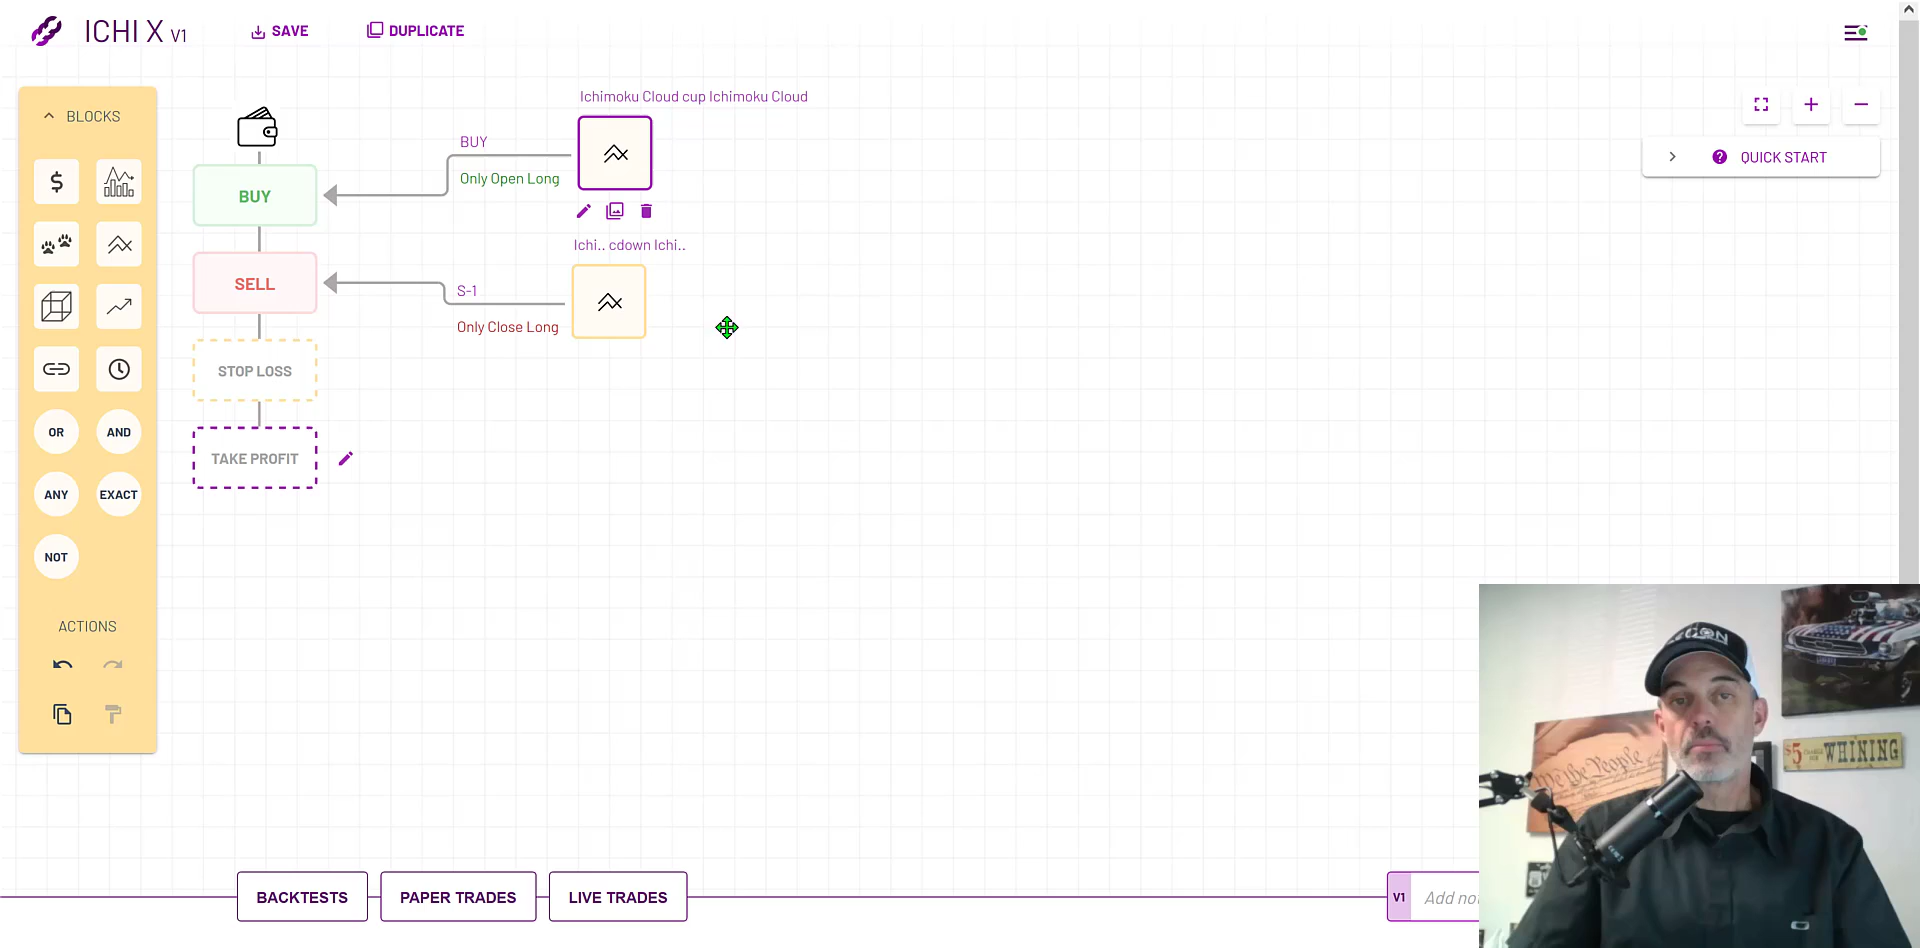 ICHI X V1
SAVE
DUPLICATE
BLOCKS
$
OR
AND
ANY
EXACT
NOT
ACTIONS
BUY
SELL
STOP LOSS
TAKE PROFIT
Ichimoku Cloud cup Ichimoku Cloud
BUY
Only Open Long
Ichi.. cdown Ichi..
S-1
Only Close Long
? QUICK START
BACKTESTS
PAPER TRADES
LIVE TRADES
V1
Add no
We the People
$5
WHINING